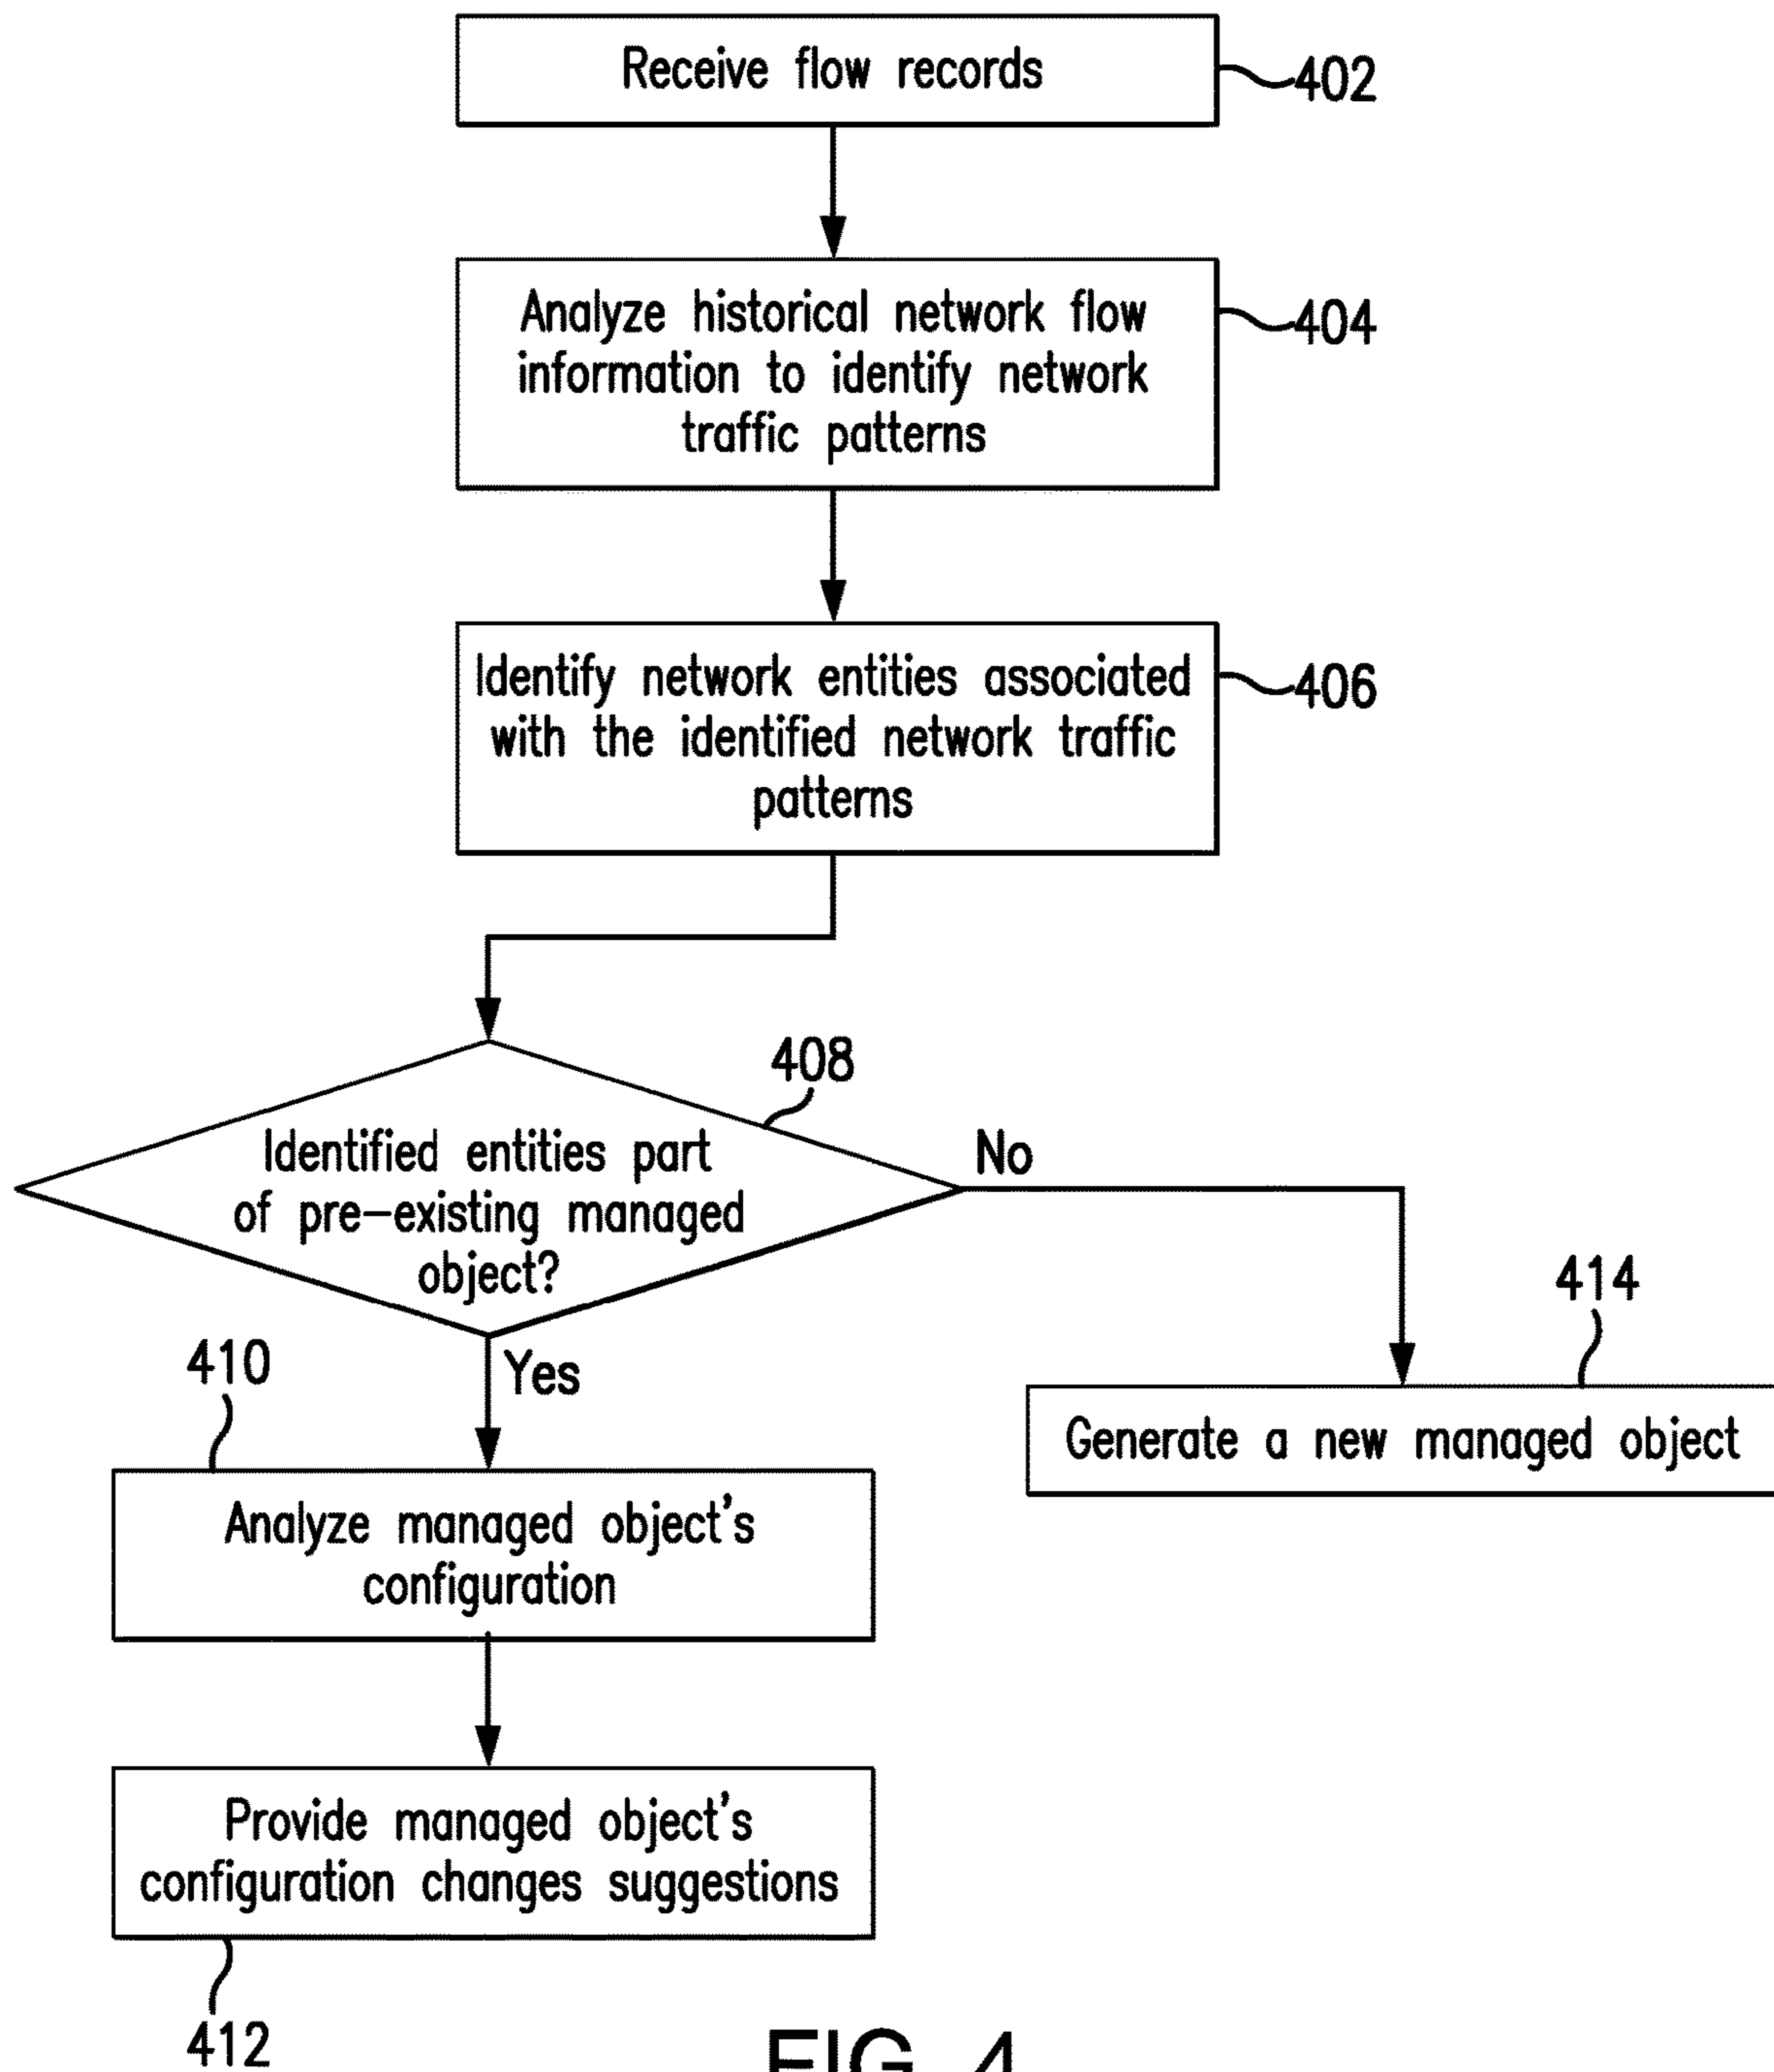 Receive flow records
402
Analyze historical network flow
information to identify network
traffic patterns
404
Identify network entities associated
with the identified network traffic
patterns
406
408
Identified entities part
of pre-existing managed
object?
No
Yes
414
Generate a new managed object
410
Analyze managed object's
configuration
Provide managed object's
configuration changes suggestions
412
FIG. 4